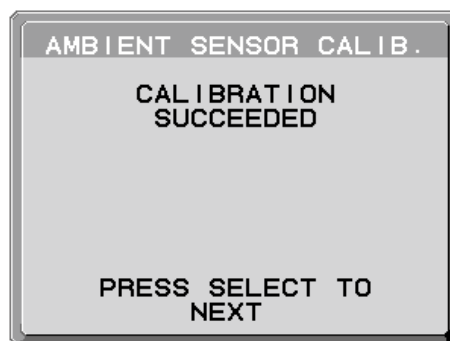 AMBIENT SENSOR CALIB.
CALIBRATION
SUCCEEDED
PRESS SELECT TO
NEXT